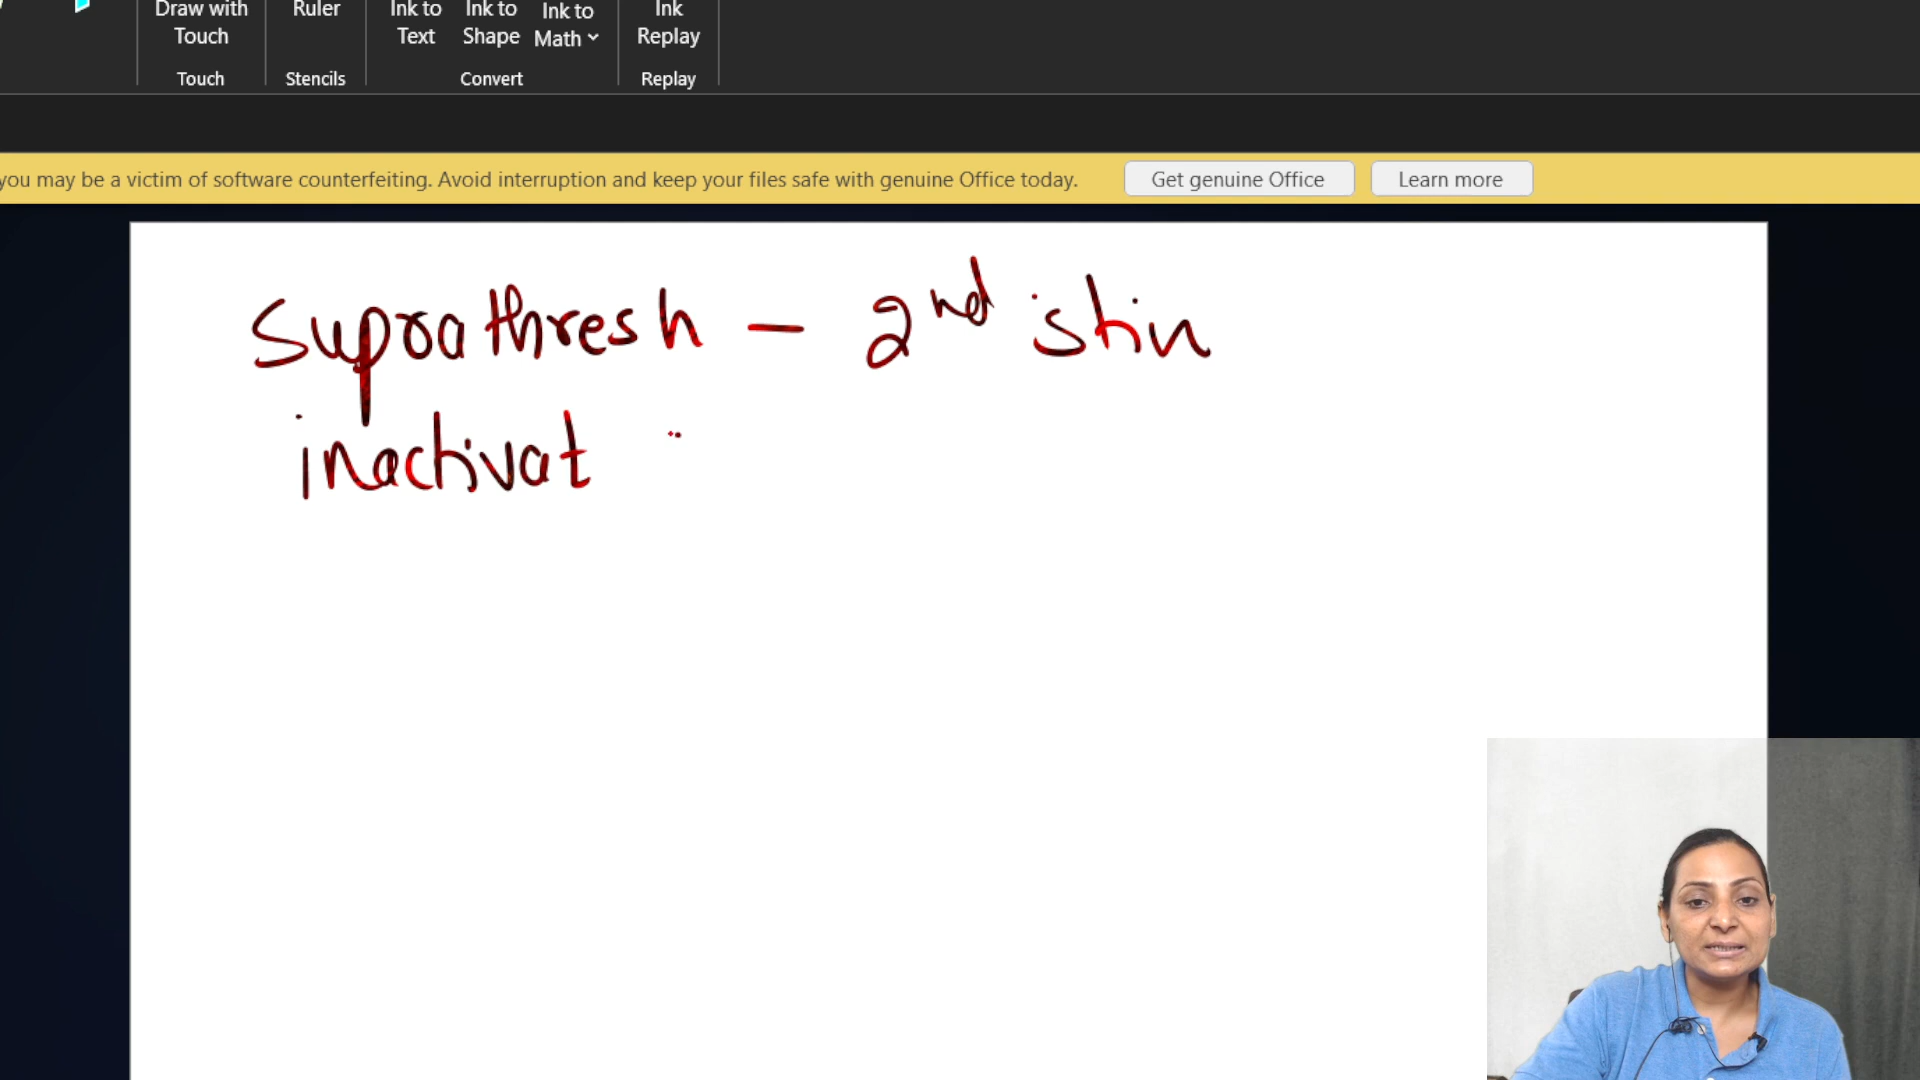 Draw with Touch
Ruler
Ink to Text
Ink to Shape
Ink to Math
Ink Replay
Touch
Stencils
Convert
Replay
you may be a victim of software counterfeiting. Avoid interruption and keep your files safe with genuine Office today. Get genuine Office Learn more
Suprathresh - 2nd stim
inactivat